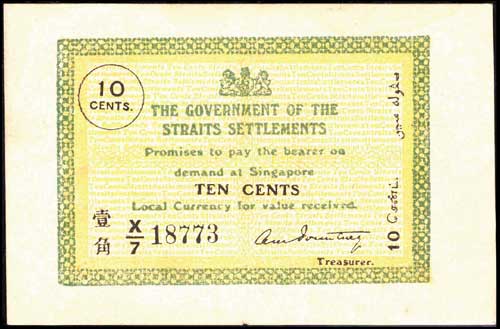 10
CENTS.
THE GOVERNMENT OF THE
STRAITS SETTLEMENTS
Promises to pay the bearer on
demand at Singapore
TEN CENTS
Local Currency for value received.
壹角
X/7 18773
Treasurer.
10